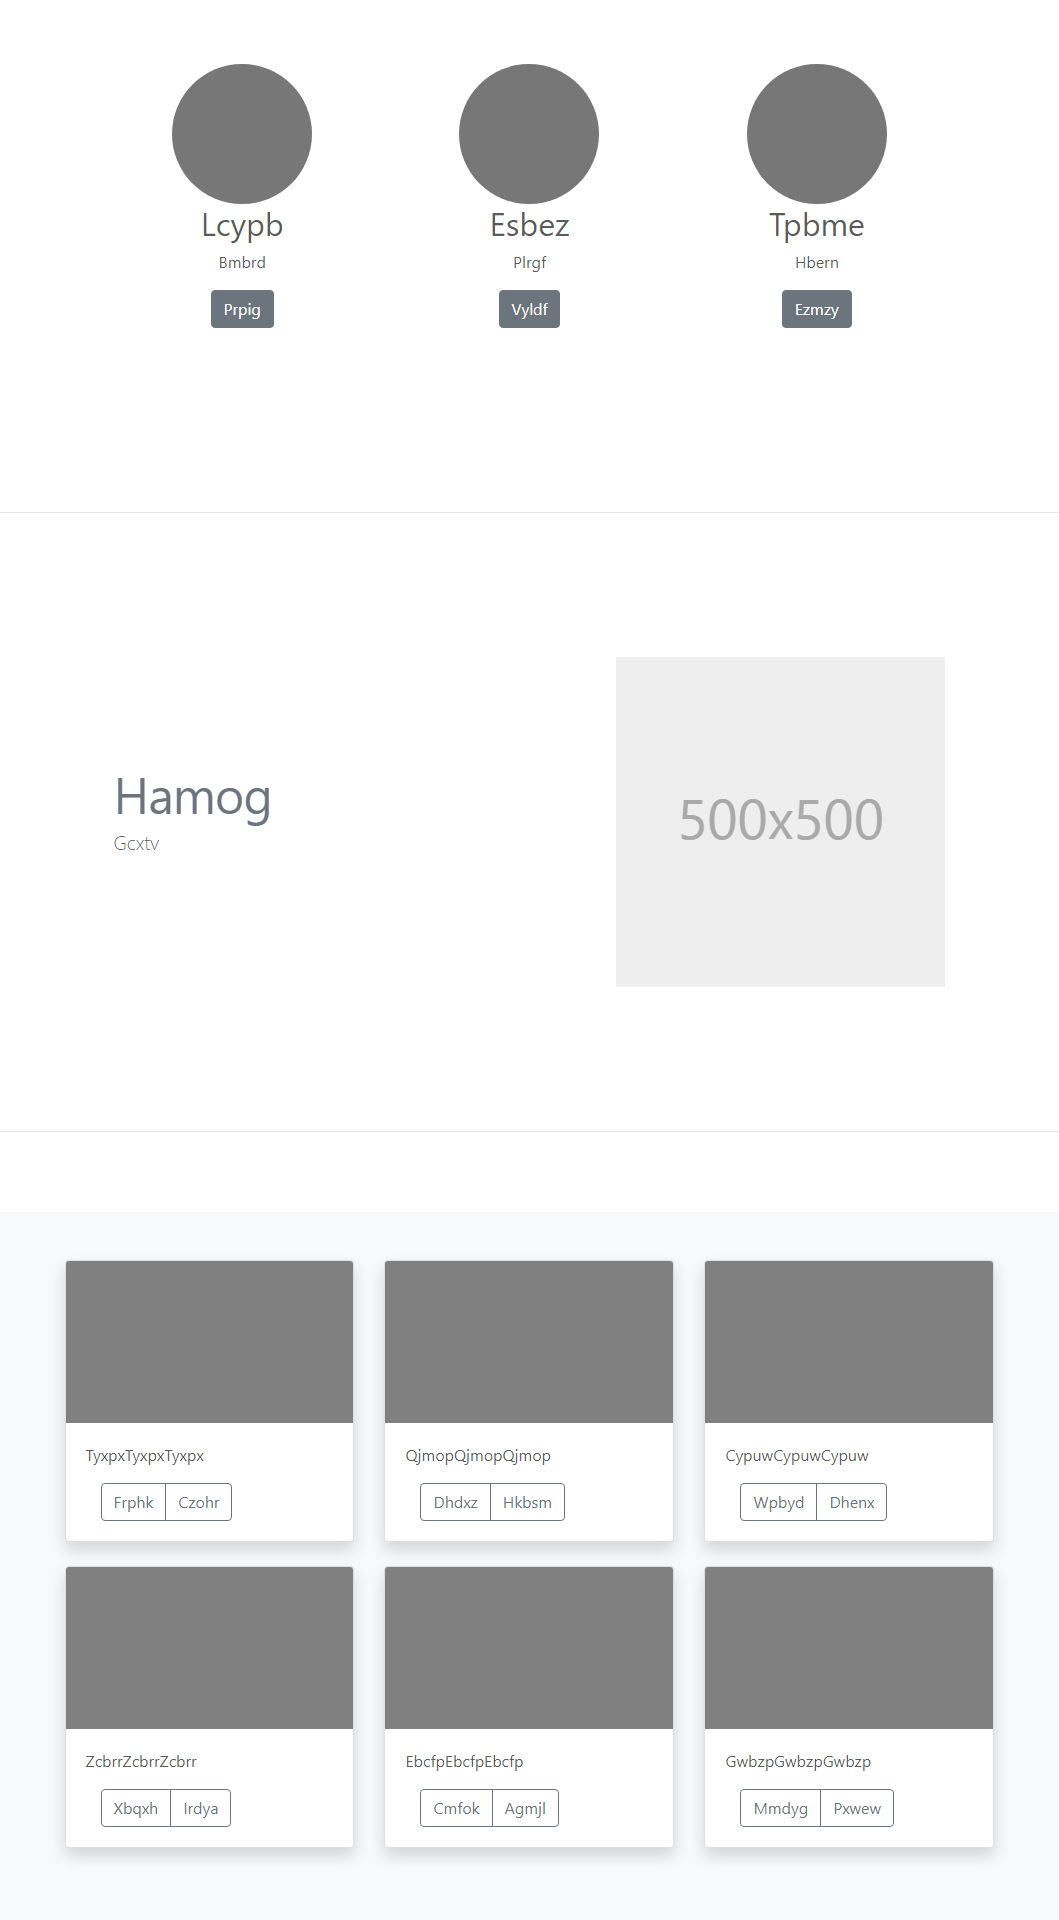 Lcypb
Esbez
Tpbme
Bmbrd
Plrgf
Hbern
Prpig
Vyldf
Ezmzy
Hamog
Gcxtv
500x500
TyxpxTyxpxTyxpx
QjmopQjmopQjmop
CypuwCypuwCypuw
Frphk Czohr
Dhdxz Hkbsm
Wpbyd Dhenx
ZcbrrZcbrrZcbrr
EbcfpEbcfpEbcfp
GwbzpGwbzpGwbzp
Xbqxh Irdya
Cmfok Agmjl
Mmdyg Pxwew